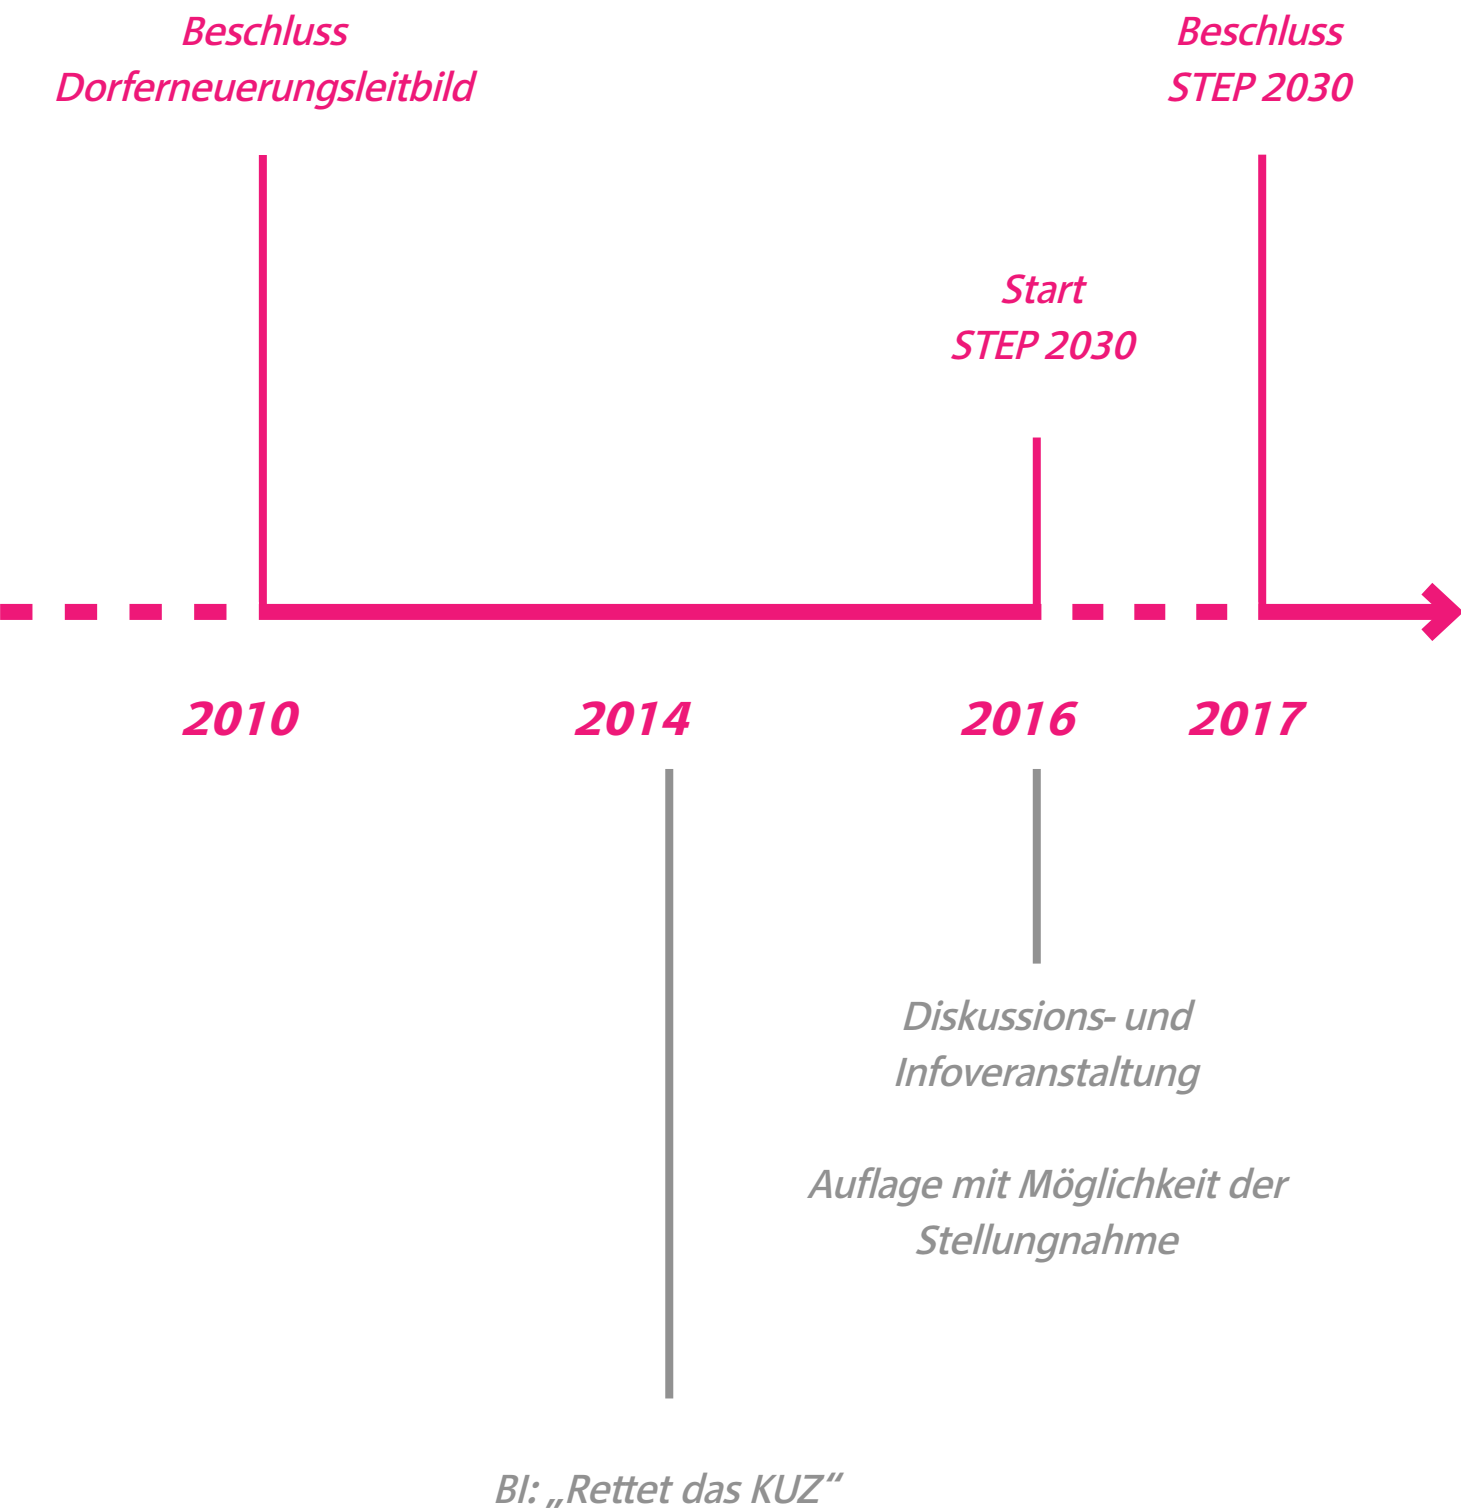 Beschluss
Dorferneuerungsleitbild
Beschluss
STEP 2030
Start
STEP 2030
2010
2014
2016
2017
Diskussions- und
Infoveranstaltung
Auflage mit Möglichkeit der
Stellungnahme
BI: „Rettet das KUZ“